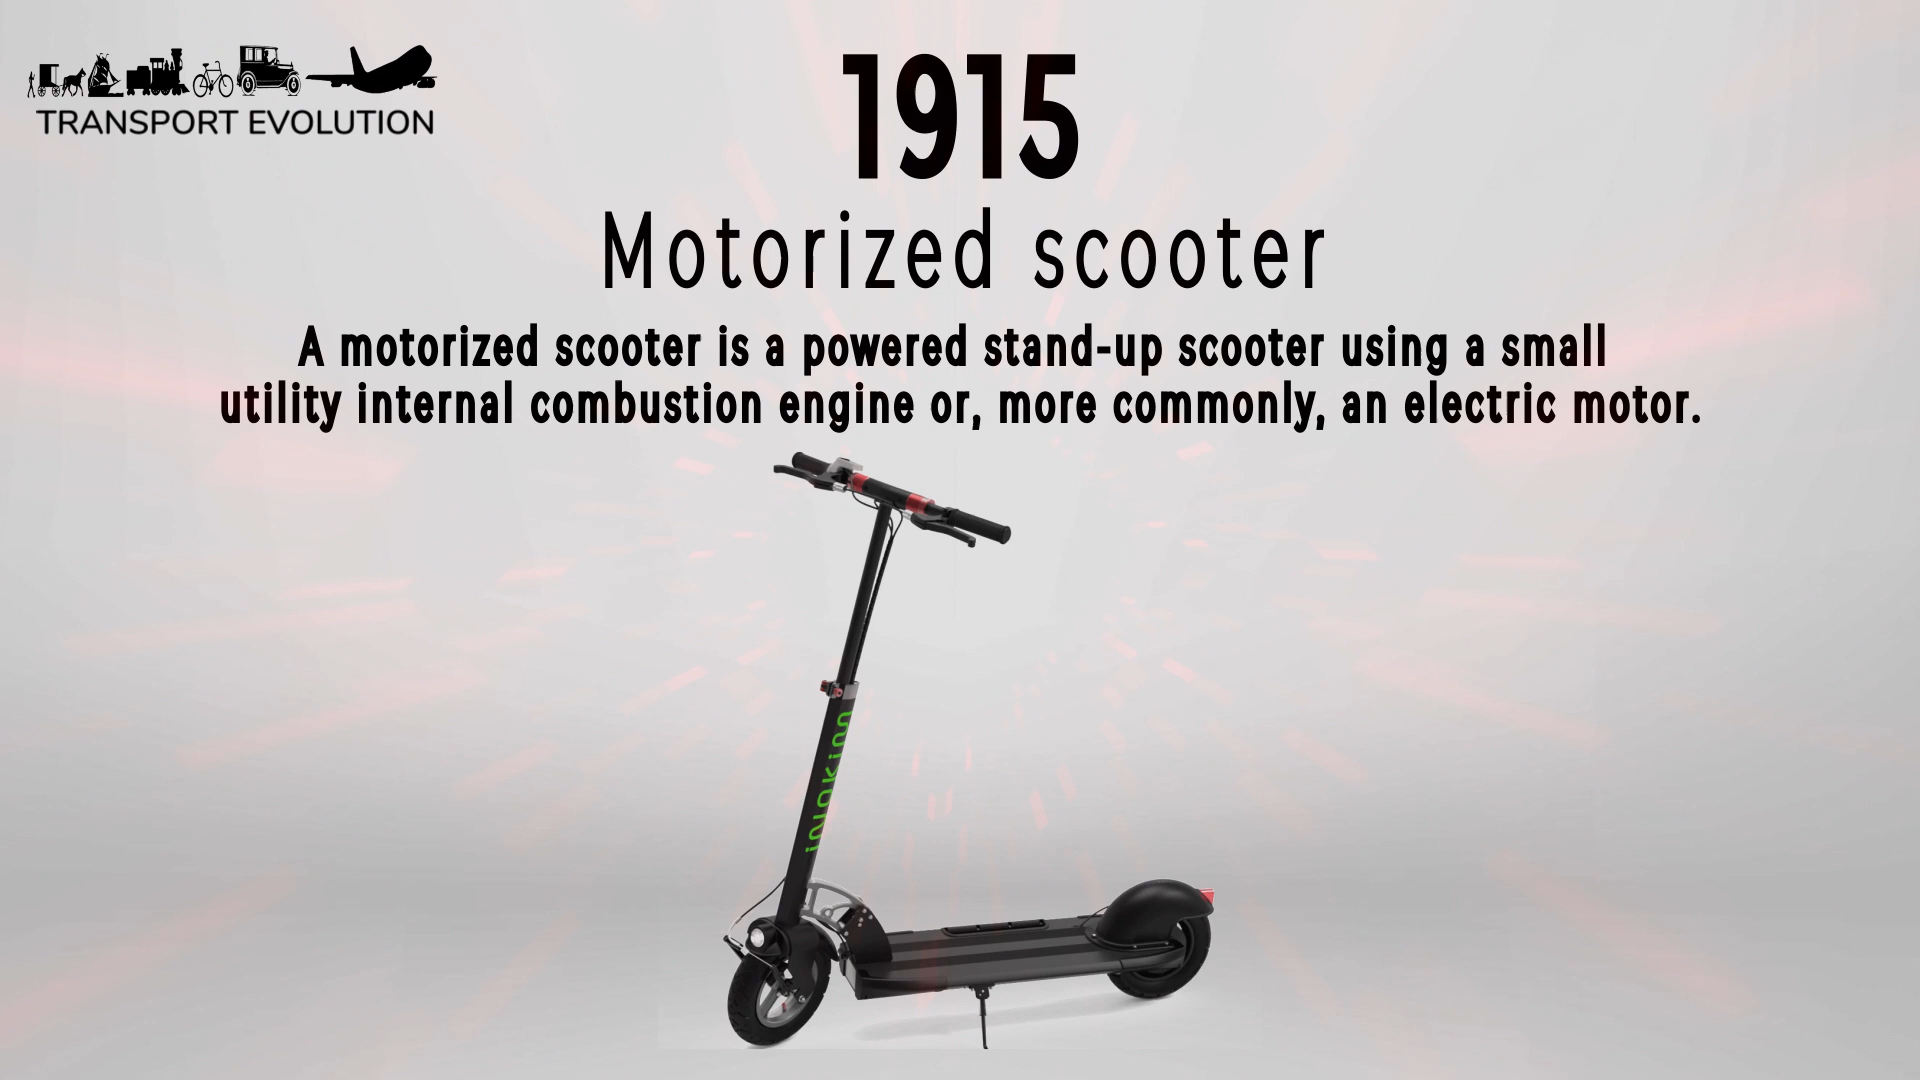 TRANSPORT EVOLUTION
1915
Motorized scooter
A motorized scooter is a powered stand-up scooter using a small
utility internal combustion engine or, more commonly, an electric motor.
inokim